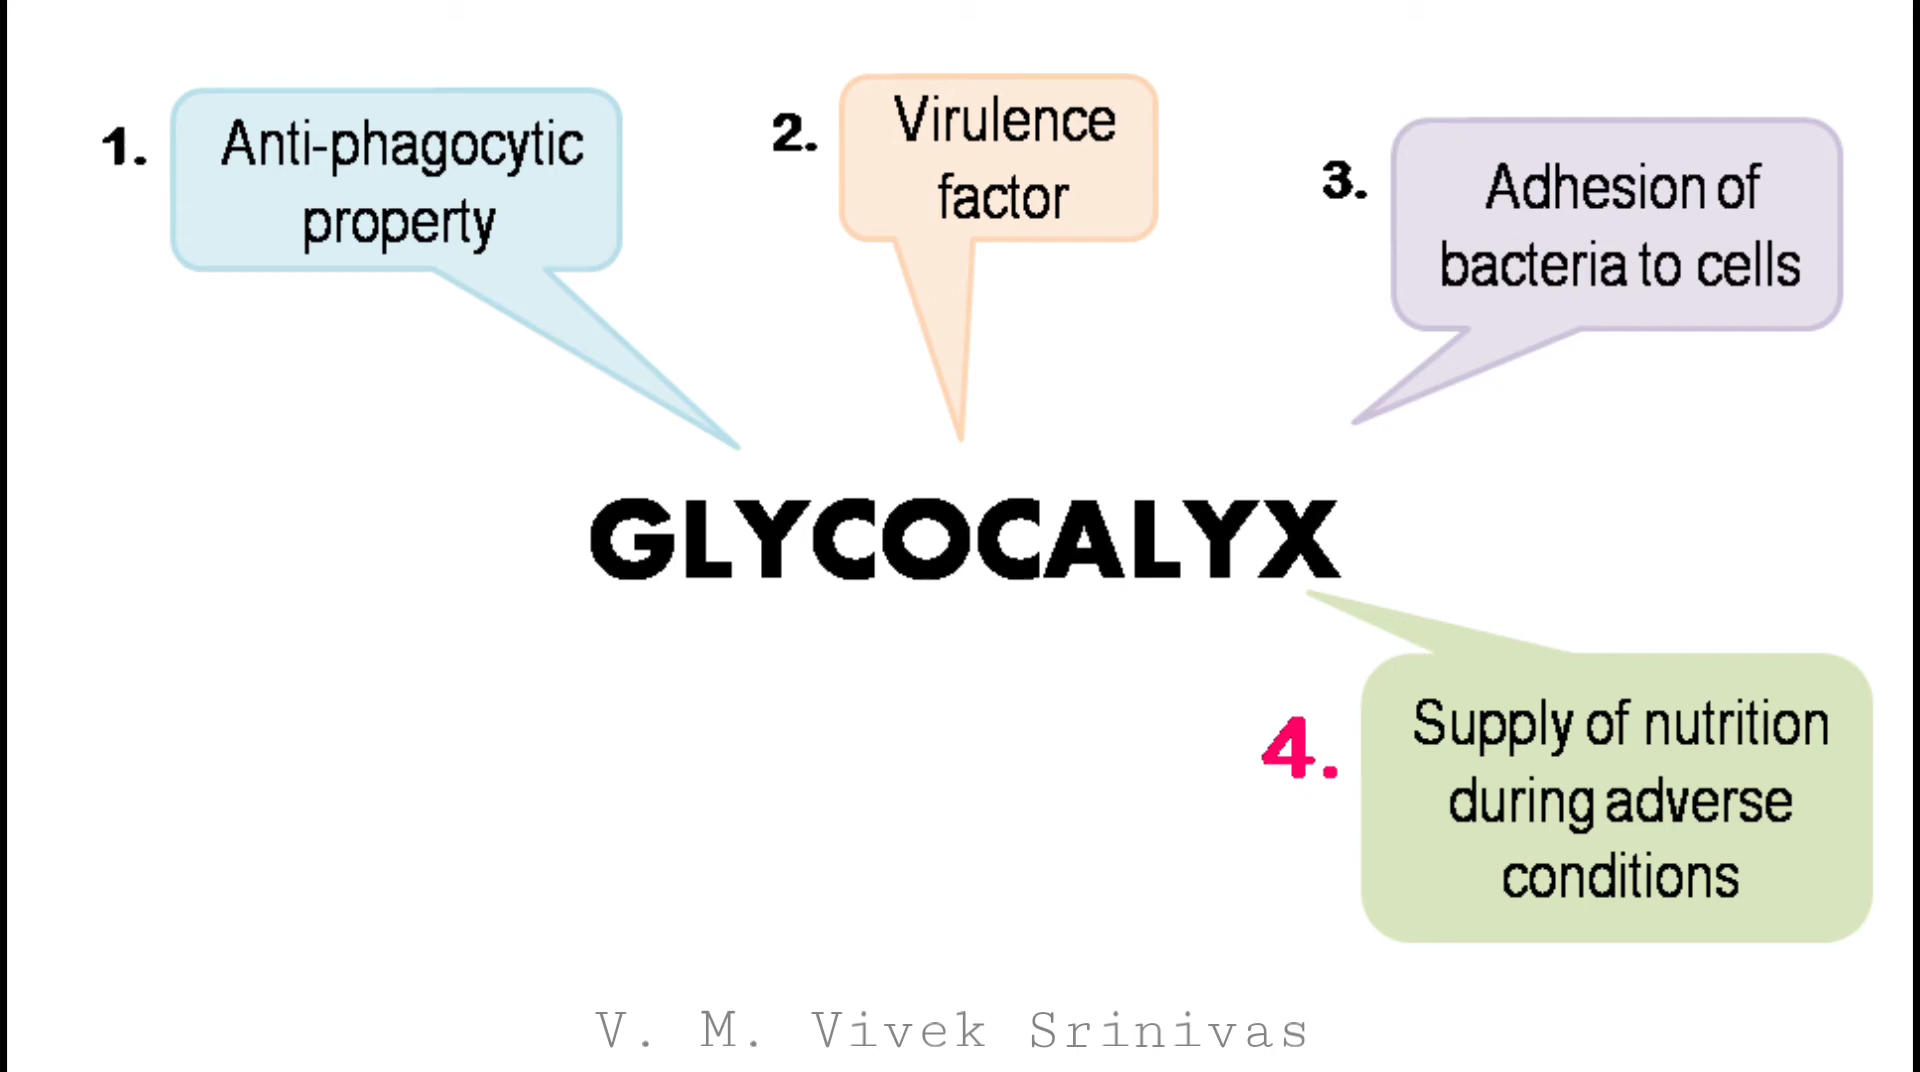 1.
Anti-phagocytic
property
2.
Virulence
factor
3.
Adhesion of
bacteria to cells
GLYCOCALYX
4.
Supply of nutrition
during adverse
conditions
V. M. Vivek Srinivas